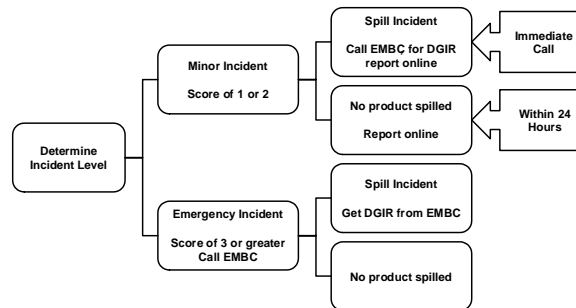 Determine
Incident Level
Minor Incident
Score of 1 or 2
Spill Incident
Call EMBC for DGIR
report online
Immediate
Call
No product spilled
Report online
Within 24
Hours
Emergency Incident
Score of 3 or greater
Call EMBC
Spill Incident
Get DGIR from EMBC
No product spilled